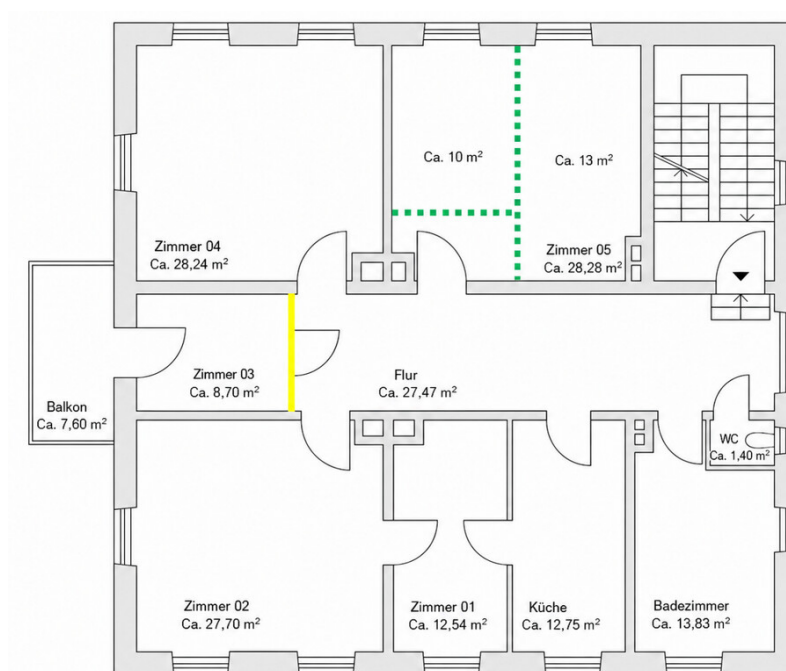 Ca. 10 m²
Ca. 13 m²
Zimmer 04
Ca. 28,24 m²
Zimmer 05
Ca. 28,28 m²
Zimmer 03
Ca. 8,70 m²
Flur
Ca. 27,47 m²
Balkon
Ca. 7,60 m²
WC
Ca. 1,40 m²
Zimmer 02
Ca. 27,70 m²
Zimmer 01
Ca. 12,54 m²
Küche
Ca. 12,75 m²
Badezimmer
Ca. 13,83 m²